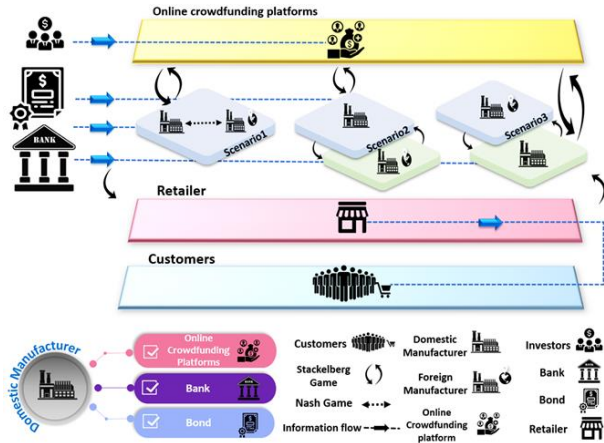 Online crowdfunding platforms
$
$
BANK
Scenario1
Scenario2
Scenario3
Retailer
Customers
Domestic Manufacturer
Online
Crowdfunding
Platforms
Bank
Bond
Customers
Stackelberg
Game
Nash Game
Information flow
Domestic
Manufacturer
Foreign
Manufacturer
Online
Crowdfunding
platform
Investors
Bank
Bond
Retailer